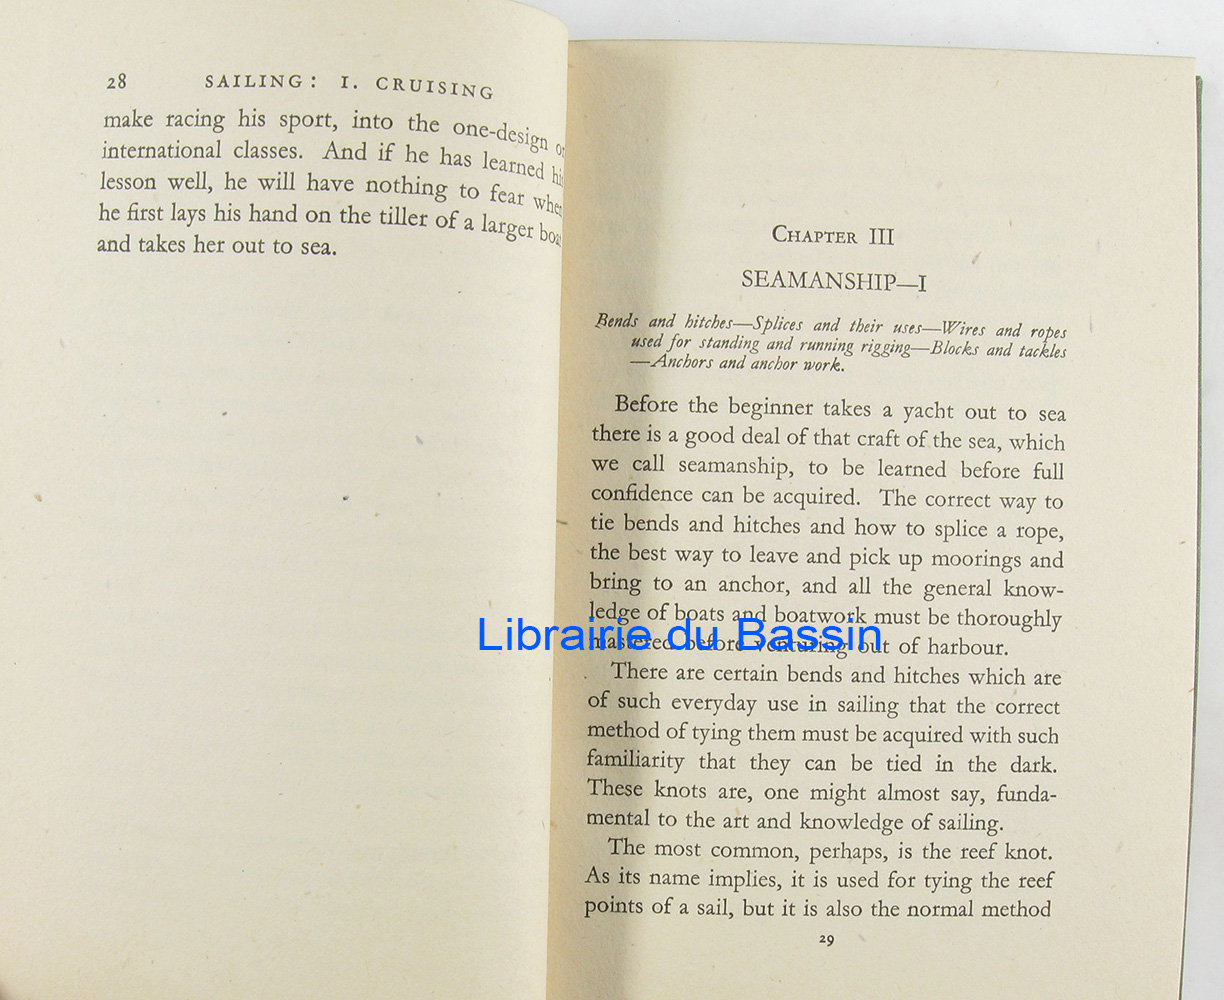 28 SAILING: I. CRUISING
make racing his sport, into the one-design
international classes. And if he has learned
lesson well, he will have nothing to fear
he first lays his hand on the tiller of a larger
and takes her out to sea.
CHAPTER III
SEAMANSHIP—I
Bends and hitches—Splices and their uses—Wires and ropes
used for standing and running rigging—Blocks and tackles
—Anchors and anchor work.
Before the beginner takes a yacht out to sea
there is a good deal of that craft of the sea, which
we call seamanship, to be learned before full
confidence can be acquired. The correct way to
tie bends and hitches and how to splice a rope,
the best way to leave and pick up moorings and
bring to an anchor, and all the general know-
ledge of boats and boatwork must be thoroughly
Librairie du Bassin
mastered before venturing out of harbour.
There are certain bends and hitches which are
of such everyday use in sailing that the correct
method of tying them must be acquired with such
familiarity that they can be tied in the dark.
These knots are, one might almost say, funda-
mental to the art and knowledge of sailing.
The most common, perhaps, is the reef knot.
As its name implies, it is used for tying the reef
points of a sail, but it is also the normal method
29